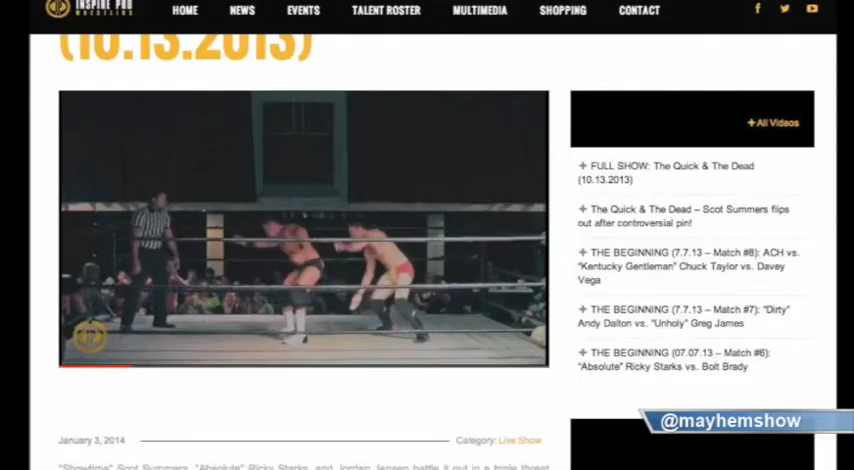 INSPIRE PRO
WRESTLING
HOME NEWS EVENTS TALENT ROSTER MULTIMEDIA SHOPPING CONTACT
(10.13.2013)
+ All Videos
+ FULL SHOW: The Quick & The Dead
(10.13.2013)
+ The Quick & The Dead – Scot Summers flips
out after controversial pin!
+ THE BEGINNING (7.7.13 – Match #8): ACH vs.
"Kentucky Gentleman" Chuck Taylor vs. Davey
Vega
+ THE BEGINNING (7.7.13 – Match #7): "Dirty"
Andy Dalton vs. "Unholy" Greg James
+ THE BEGINNING (07.07.13 – Match #6):
"Absolute" Ricky Starks vs. Bolt Brady
@mayhemshow
January 3, 2014 Category: Live Show
"Showtime" Scot Summers, "Absolute" Ricky Starks, and Jordan Jensen battle it out in a triple threat